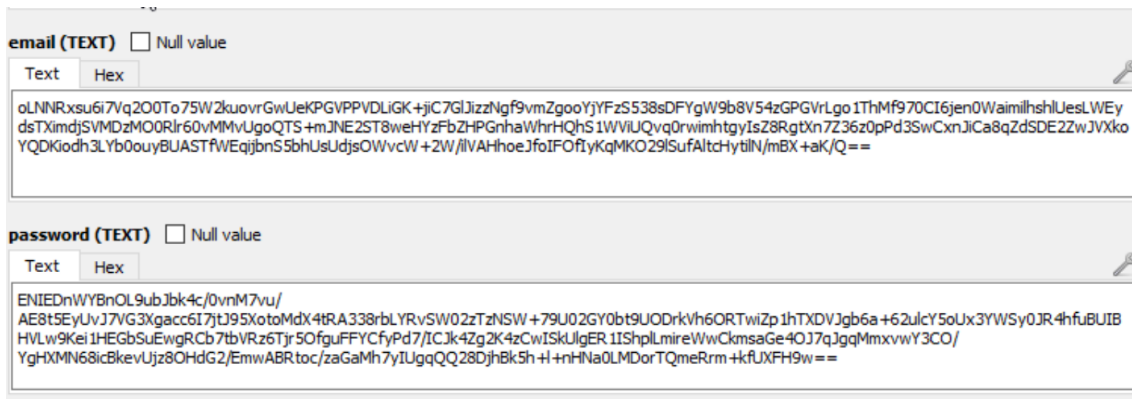 email (TEXT) Null value
Text Hex
oLNNRxsu6i7Vq2O0To75W2kuovrGwUeKPGVPPVDLiGK+jiC7GlJizzNgf9vmZgooYjYFzS538sDFYgW9b8V54zGPGVrLgo1ThMf970CI6jen0WaimilhshlUesLWEy
dsTXimdjSVMDzMO0Rlr60vMMvUgoQTS+mJNE2ST8weHYzFbZHPGnhaWhrHQhS1WViUQvq0rwimhtgyIsZ8RgtXn7Z36z0pPd3SwCxnJiCa8qZdSDE2ZwJVXko
YQDKiodh3LYb0ouyBUASTfWEqijbnS5bhUsUdjsOWvcW+2W/ilVAHhoeJfoIFOfIyKqMKO29lSufAltcHytilN/mBX+aK/Q==
password (TEXT) Null value
Text Hex
ENIEDnWYBnOL9ubJbk4c/0vnM7vu/
AE8t5EyUvJ7VG3Xgacc6I7jtJ95XotoMdX4tRA338rbLYRvSW02zTzNSW+79U02GY0bt9UODrkVh6ORTwiZp1hTXDVJgb6a+62ulcY5oUx3YWSy0JR4hfuBUIB
HVLw9Kei1HEGbSuEwgRCb7tbVRz6Tjr5OfguFFYCfyPd7/ICJk4Zg2K4zCwISkUlgER1IShplLmireWwCkmsaGe4OJ7qJgqMmxvwY3CO/
YgHXMN68icBkevUjz8OHdG2/EmwABRtoc/zaGaMh7yIUgqQQ28DjhBk5h+l+nHNa0LMDorTQmeRrm+kfUXFH9w==